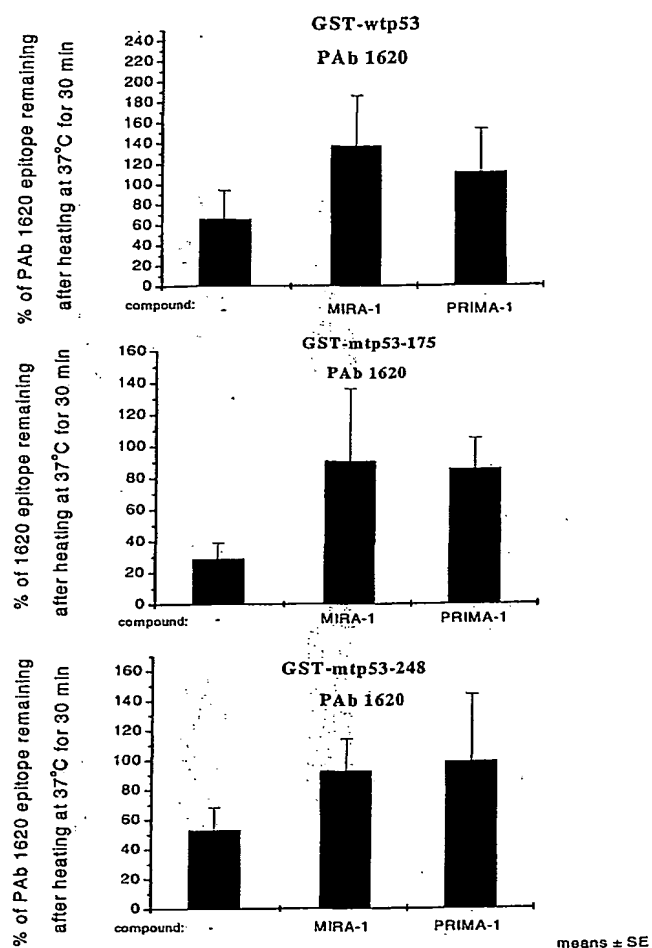 GST-wtp53
PAb 1620
% of PAb 1620 epitope remaining
after heating at 37°C for 30 min
240
220
200
180
160
140
120
100
80
60
40
20
0
compound: - MIRA-1 PRIMA-1
GST-mtp53-175
PAb 1620
% of 1620 epitope remaining
after heating at 37°C for 30 min
160
140
120
100
80
60
40
20
0
compound: - MIRA-1 PRIMA-1
GST-mtp53-248
PAb 1620
% of PAb 1620 epitope remaining
after heating at 37°C for 30 min
160
140
120
100
80
60
40
20
0
compound: - MIRA-1 PRIMA-1
means ± SE